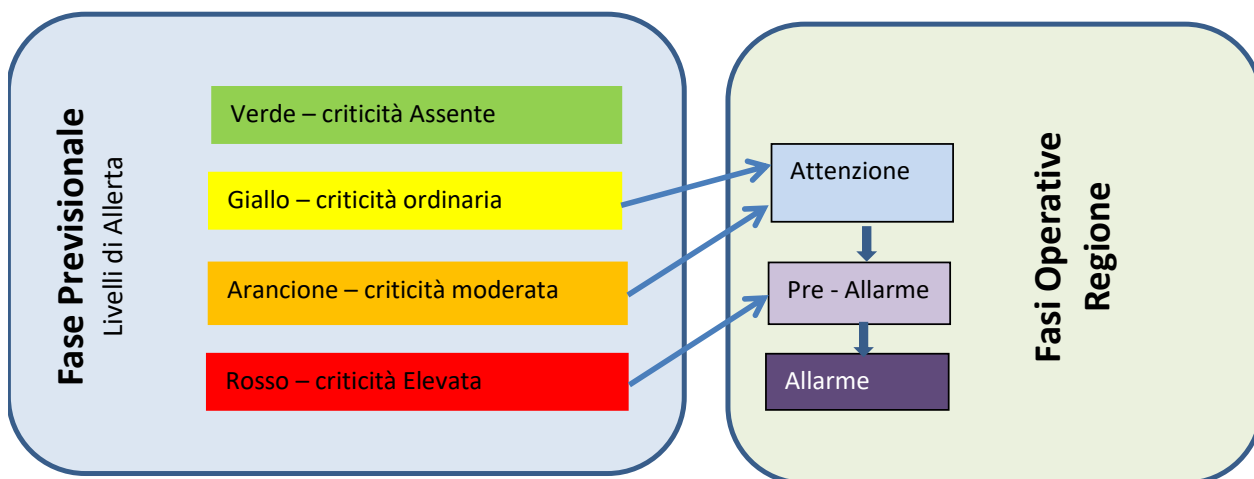 Fase Previsionale
Livelli di Allerta
Verde – criticità Assente
Giallo – criticità ordinaria
Arancione – criticità moderata
Rosso – criticità Elevata
Attenzione
Pre - Allarme
Allarme
Fasi Operative
Regione